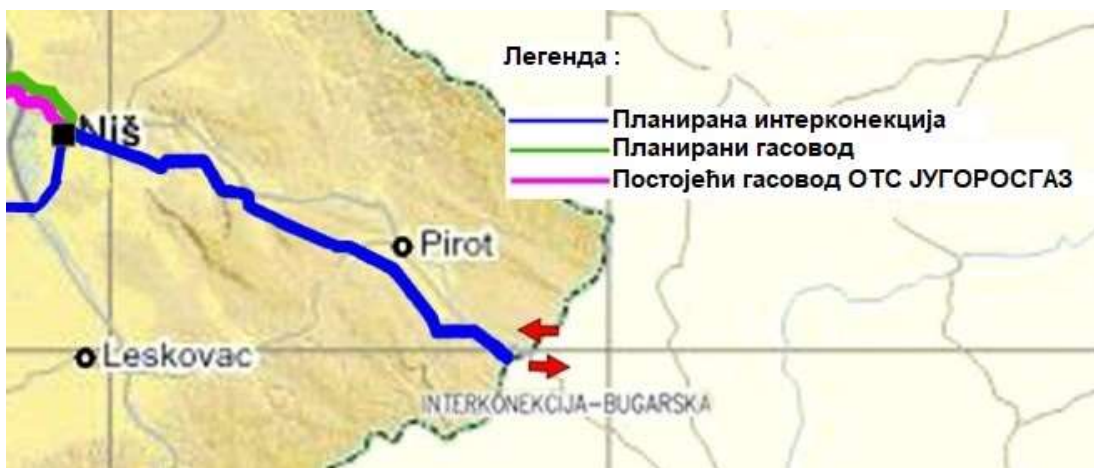 Легенда :
Планирана интерконекција
Планирани гасовод
Постојећи гасовод ОТС ЈУГОРОСГАЗ
Niš
Pirot
Leskovac
INTERKONEKCIJA-BUGARSKA